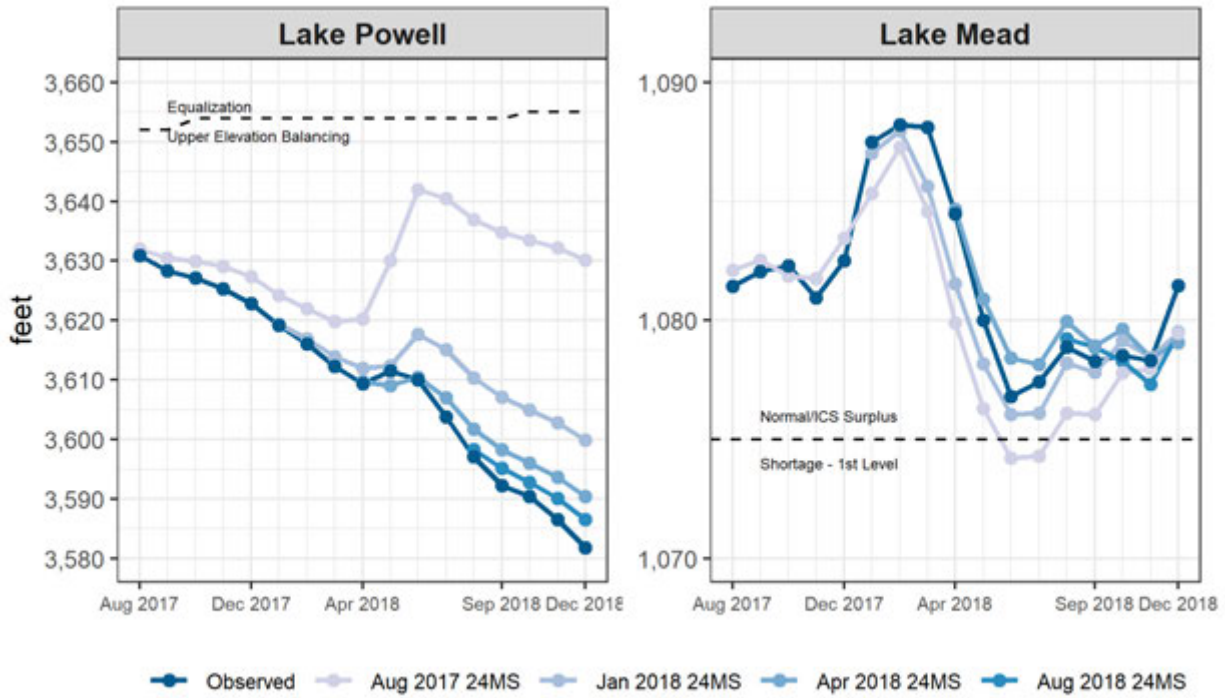 Lake Powell
Lake Mead
feet
3,660
3,650
3,640
3,630
3,620
3,610
3,600
3,590
3,580
Equalization
Upper Elevation Balancing
Aug 2017 Dec 2017 Apr 2018 Sep 2018 Dec 2018
1,090
1,080
1,070
Normal/ICS Surplus
Shortage - 1st Level
Aug 2017 Dec 2017 Apr 2018 Sep 2018 Dec 2018
Observed Aug 2017 24MS Jan 2018 24MS Apr 2018 24MS Aug 2018 24MS